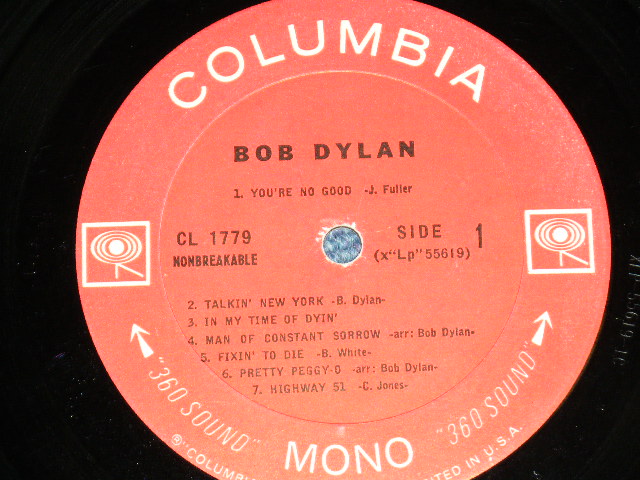 COLUMBIA
BOB DYLAN
1. YOU'RE NO GOOD -J. Fuller
CL 1779
NONBREAKABLE
SIDE 1
(x"Lp"55619)
2. TALKIN' NEW YORK -B. Dylan-
3. IN MY TIME OF DYIN'
4. MAN OF CONSTANT SORROW -arr: Bob Dylan-
5. FIXIN' TO DIE -B. White-
6. PRETTY PEGGY-O -arr: Bob Dylan-
7. HIGHWAY 51 -C. Jones-
"360 SOUND"
MONO
"360 SOUND"
IN U.S.A.